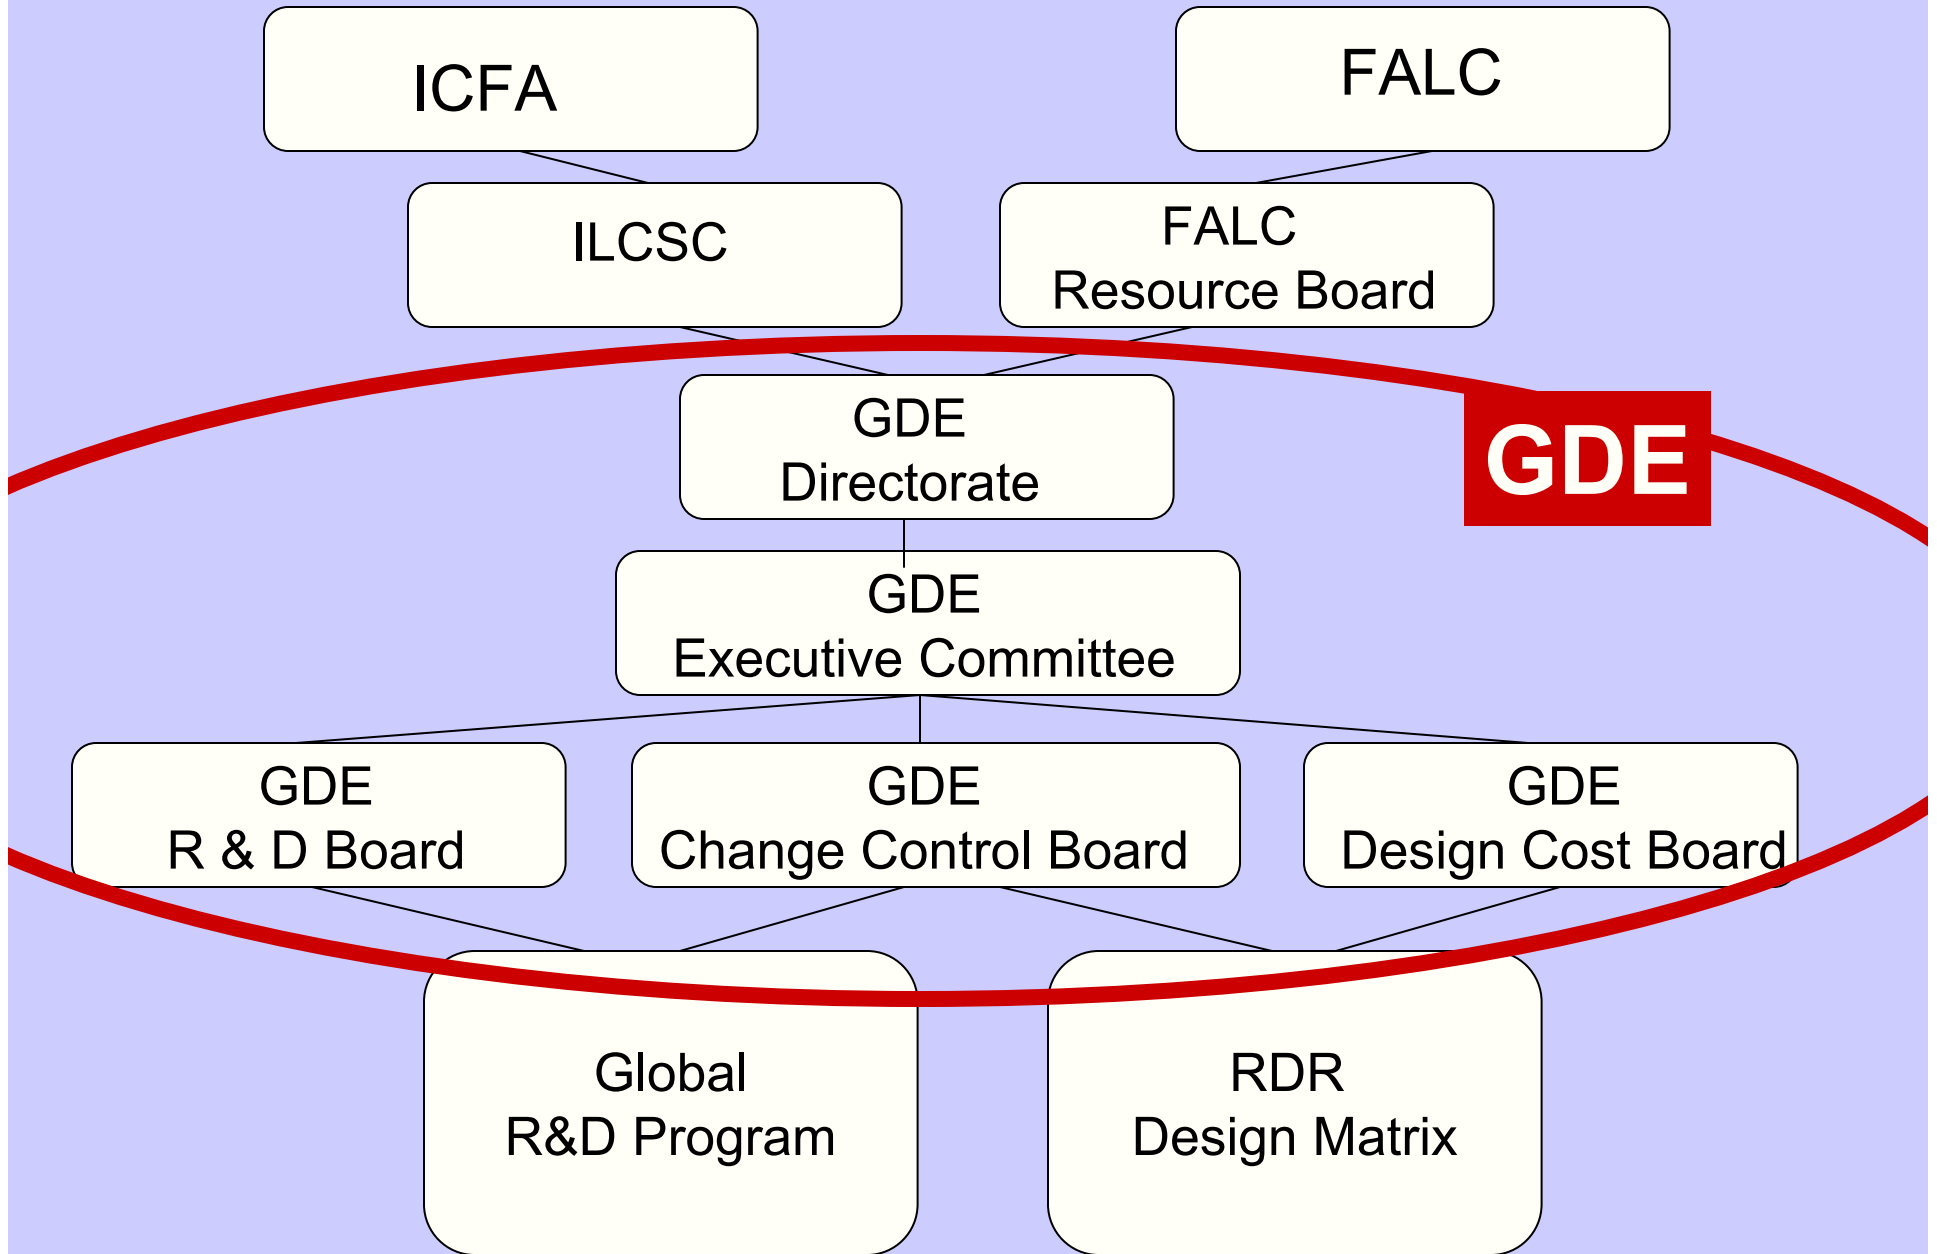 ICFA
FALC
ILCSC
FALC
Resource Board
GDE
Directorate
GDE
GDE
Executive Committee
GDE
R & D Board
GDE
Change Control Board
GDE
Design Cost Board
Global
R&D Program
RDR
Design Matrix